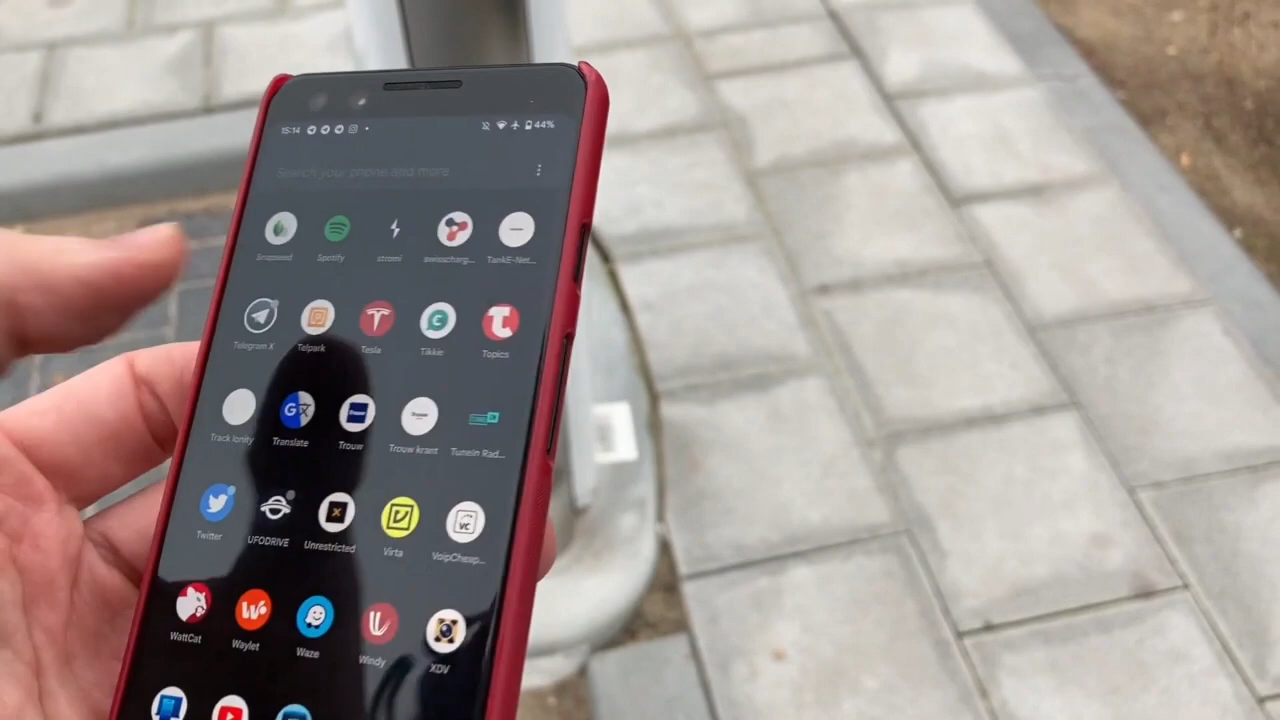 15:14 44%
Search your phone and more
Snapseed Spotify stromi swisscharg... TankE-Net...
Telegram X Telpark Tesla Tikkie Topics
Track Ionity Translate Trouw Trouw krant TuneIn Rad...
Twitter UFODRIVE Unrestricted Virta VoipCheap...
WattCat Waylet Waze Windy XDV